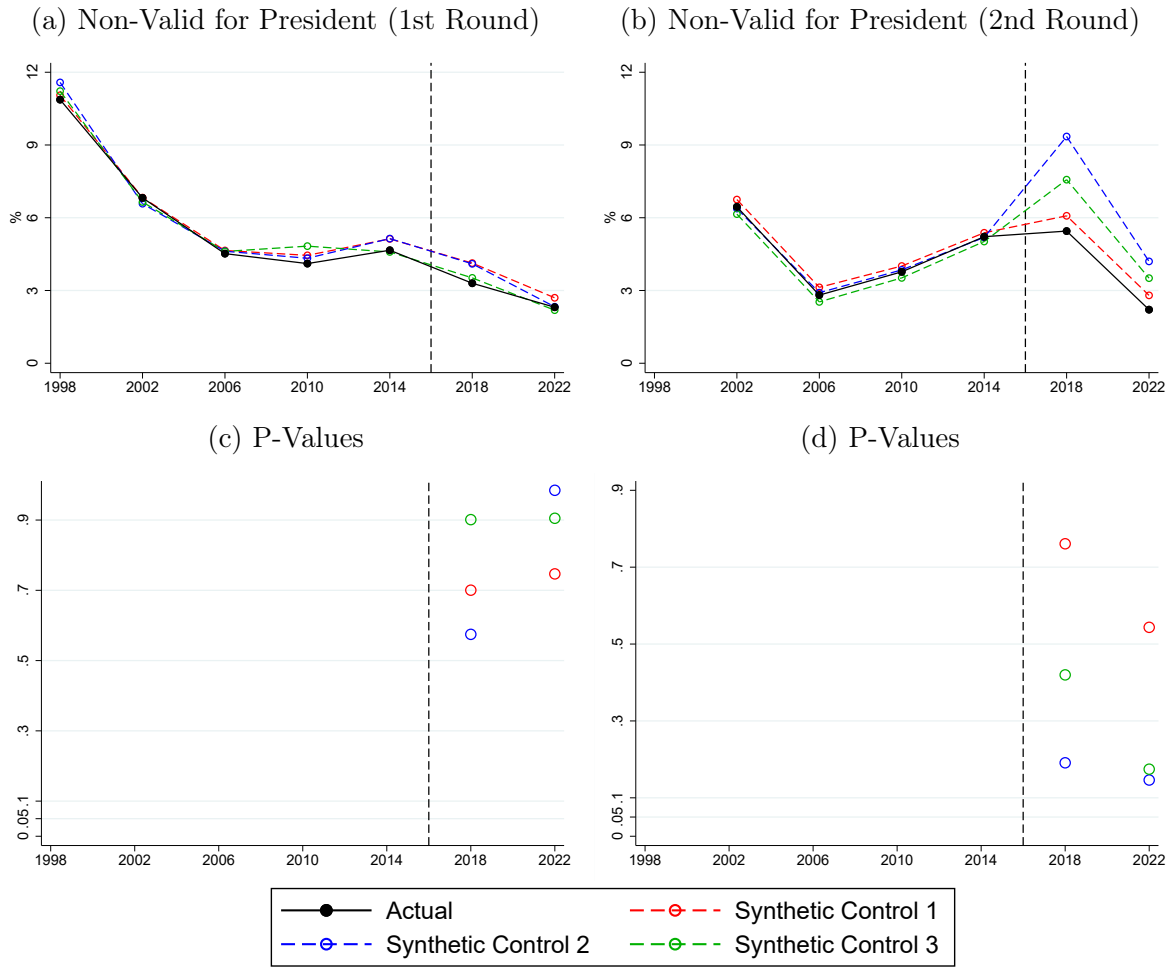 (a) Non-Valid for President (1st Round)
(b) Non-Valid for President (2nd Round)
12
9
6
3
0
%
1998 2002 2006 2010 2014 2018 2022
12
9
6
3
0
%
1998 2002 2006 2010 2014 2018 2022
(c) P-Values
(d) P-Values
.9
.7
.5
.3
.1
.05
0
1998 2002 2006 2010 2014 2018 2022
.9
.7
.5
.3
.1
.05
0
1998 2002 2006 2010 2014 2018 2022
Actual
Synthetic Control 1
Synthetic Control 2
Synthetic Control 3